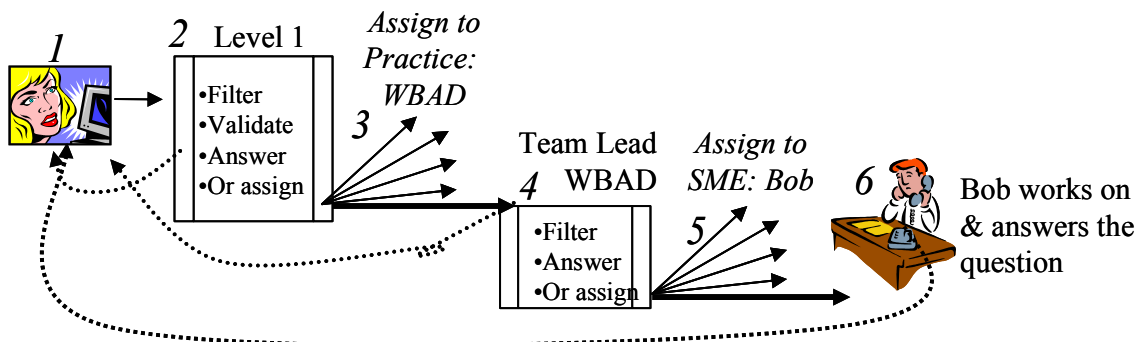 1
2 Level 1
•Filter
•Validate
•Answer
•Or assign
3
Assign to
Practice:
WBAD
Team Lead
4 WBAD
•Filter
•Answer
•Or assign
5
Assign to
SME: Bob
6
Bob works on
& answers the
question